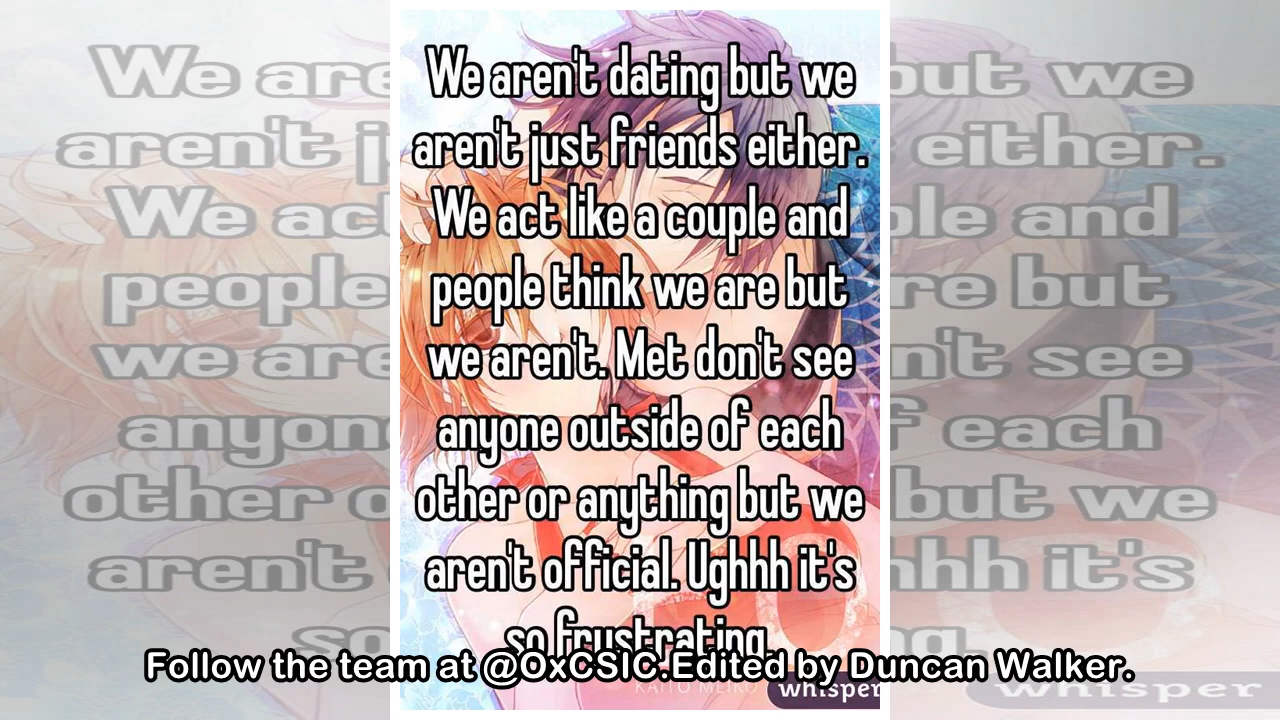 We aren't dating but we
aren't just friends either.
We act like a couple and
people think we are but
we aren't. Met don't see
anyone outside of each
other or anything but we
aren't official. Ughhh it's
so frustrating.
Follow the team at @OxCSIC.Edited by Duncan Walker.
KAITO MEIKO
whisper